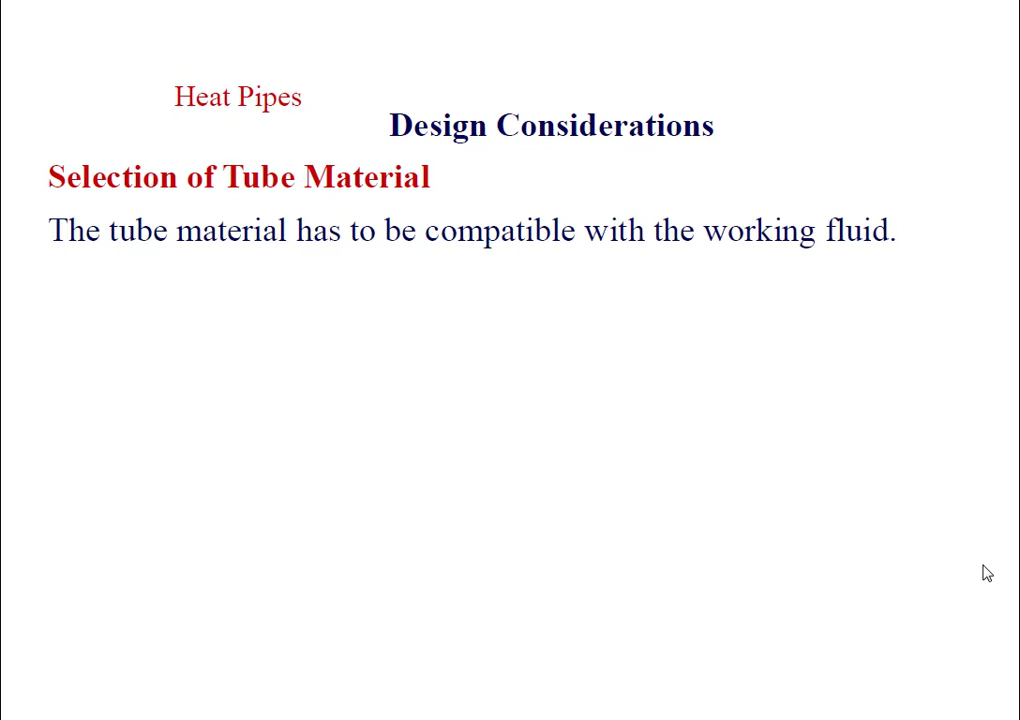 Heat Pipes
Design Considerations
Selection of Tube Material
The tube material has to be compatible with the working fluid.